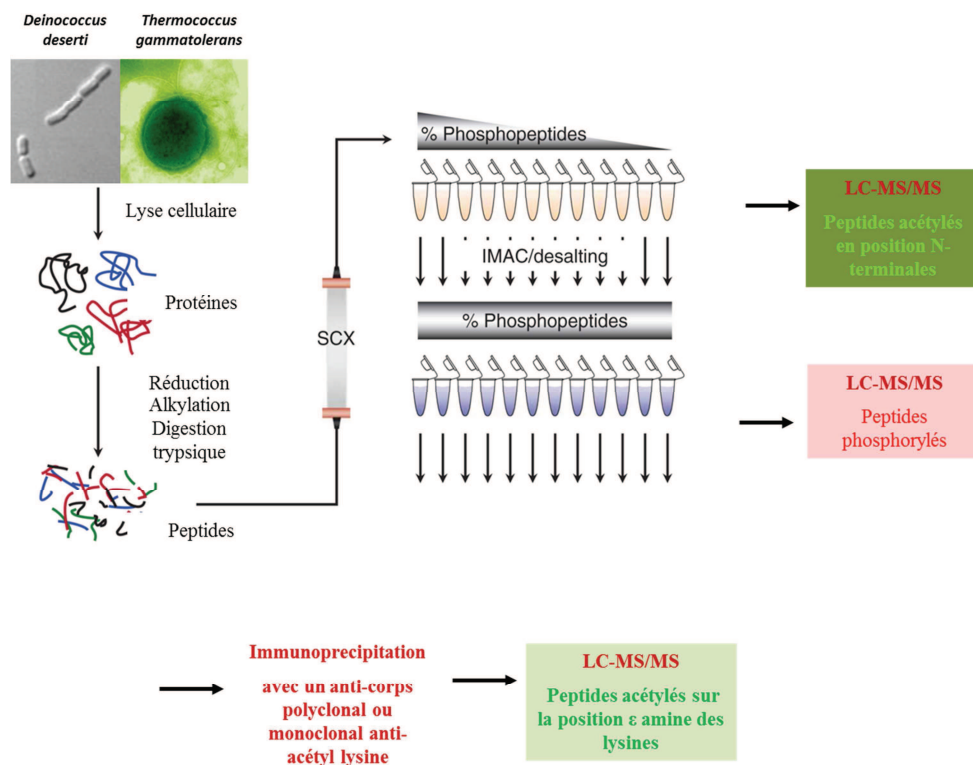 Deinococcus
deserti
Thermococcus
gammatolerans
Lyse cellulaire
Protéines
Réduction
Alkylation
Digestion
trypsique
Peptides
SCX
% Phosphopeptides
IMAC/desalting
% Phosphopeptides
LC-MS/MS
Peptides acétylés
en position N-
terminales
LC-MS/MS
Peptides
phosphorylés
Immunoprecipitation
avec un anti-corps
polyclonal ou
monoclonal anti-
acétyl lysine
LC-MS/MS
Peptides acétylés sur
la position ε amine des
lysines